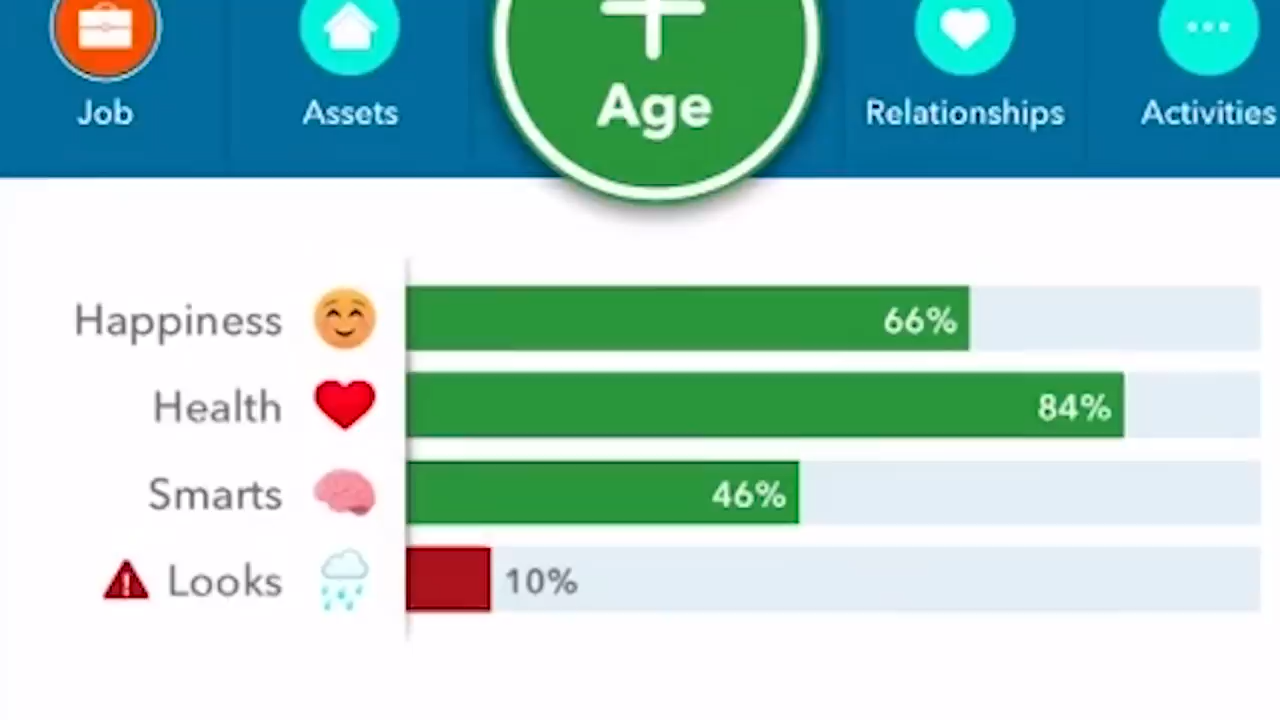 Job
Assets
Age
Relationships
Activities
Happiness 66%
Health 84%
Smarts 46%
Looks 10%